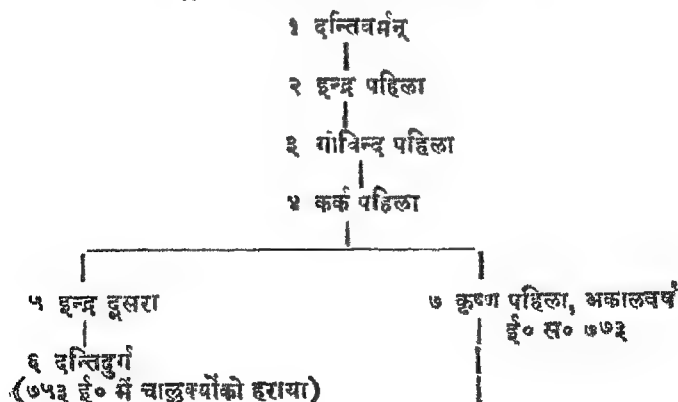 १ दन्तिवर्मन्
२ इन्द्र पहिला
३ गोविन्द पहिला
४ कर्क पहिला
५ इन्द्र दूसरा
७ कृष्ण पहिला, अकालवर्ष
ई० स० ७७३
६ दन्तिदुर्ग
(७५३ ई० में चालुक्योंको हराया)